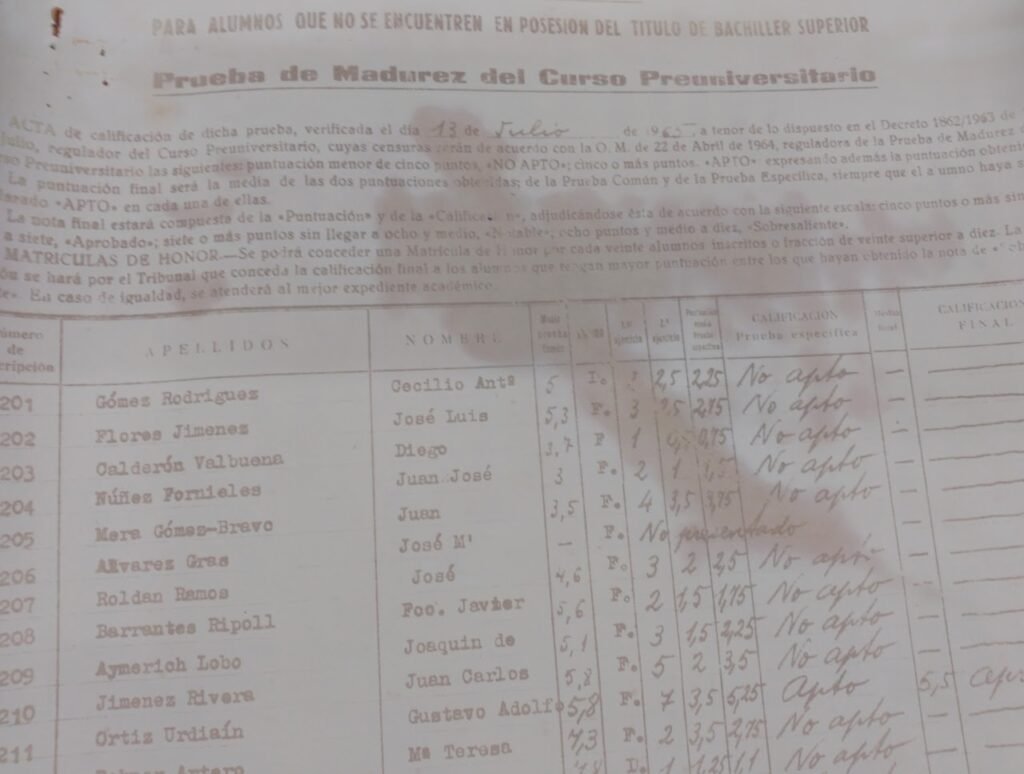 PARA ALUMNOS QUE NO SE ENCUENTREN EN POSESION DEL TITULO DE BACHILLER SUPERIOR
Prueba de Madurez del Curso Preuniversitario
ACTA de calificación de dicha prueba, verificada el día 13 de Julio de 1965 a tenor de lo dispuesto en el Decreto 1862/1963 de
julio, regulador del Curso Preuniversitario, cuyas censuras serán de acuerdo con la O. M. de 22 de Abril de 1964, reguladora de la Prueba de Madurez
Preuniversitario las siguientes: puntuación menor de cinco puntos, «NO APTO»; cinco o más puntos. «APTO» expresando además la puntuación
La puntuación final será la media de las dos puntuaciones obtenidas; de la Prueba Común y de la Prueba Específica, siempre que el alumno haya
«APTO» en cada una de ellas.
La nota final estará compuesta de la «Puntuación» y de la «Calificación», adjudicándose ésta de acuerdo con la siguiente escala: cinco puntos o más sin
a siete, «Aprobado»; siete o más puntos sin llegar a ocho y medio, «Notable»; ocho puntos y medio a diez, «Sobresaliente».
MATRICULAS DE HONOR.—Se podrá conceder una Matrícula de Honor por cada veinte alumnos inscritos o fracción de veinte superior a diez. La
se hará por el Tribunal que conceda la calificación final a los alumnos que tengan mayor puntuación entre los que hayan obtenido la nota de
En caso de igualdad, se atenderá al mejor expediente académico.
Número de inscripción APELLIDOS NOMBRE 1.er ejercicio 2.º ejercicio CALIFICACION Prueba específica CALIFICACION FINAL
201 Gómez Rodriguez Cecilio Antº 5 2,5 2,25 No apto —
202 Flores Jimenez José Luis 5,3 F. 3 2,5 2,75 No apto —
203 Calderón Valbuena Diego 3,7 F 1 0,75 No apto —
204 Núñez Fornieles Juan José 3 F. 2 1 1,5 No apto —
205 Mera Gómez-Bravo Juan 3,5 F. 4 3,5 3,75 No apto —
206 Alvarez Gras José Mª — F. No presentado
207 Roldan Ramos José 4,6 F. 3 2 2,5 No apto —
208 Barrantes Ripoll Fco. Javier 5,6 F. 2 1,5 1,75 No apto —
209 Aymerich Lobo Joaquin de 5,1 F. 3 1,5 2,25 No apto —
210 Jimenez Rivera Juan Carlos 5,8 F. 5 2 3,5 No apto —
211 Ortiz Urdiaín Gustavo Adolfo 5,8 F. 7 3,5 5,25 Apto 5,5
Mª Teresa 4,3 F. 2 3,5 2,75 No apto —
No apto